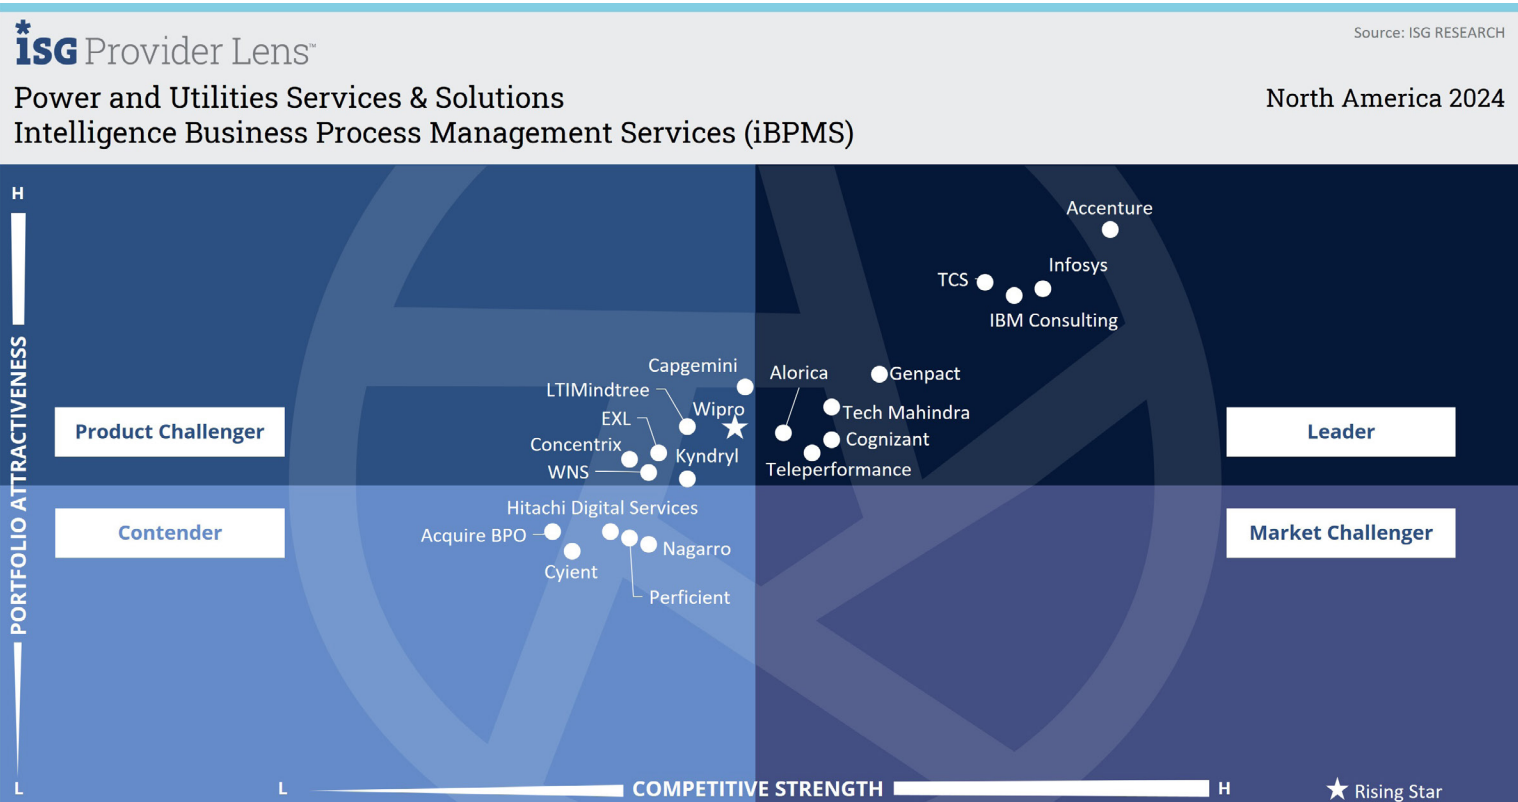 ISG Provider Lens™
Source: ISG RESEARCH
Power and Utilities Services & Solutions
North America 2024
Intelligence Business Process Management Services (iBPMS)
H
Accenture
Infosys
TCS
IBM Consulting
Capgemini
Alorica
Genpact
LTIMindtree
Wipro
Tech Mahindra
EXL
Cognizant
Concentrix
Kyndryl
WNS
Teleperformance
Product Challenger
Leader
PORTFOLIO ATTRACTIVENESS
Hitachi Digital Services
Acquire BPO
Nagarro
Cyient
Perficient
Contender
Market Challenger
L
L
COMPETITIVE STRENGTH
H
Rising Star